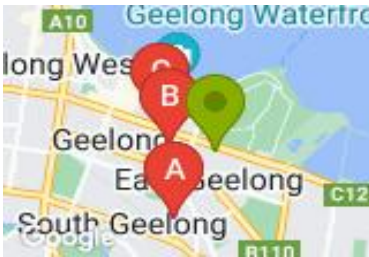 A10
Geelong Waterfro
long Wes
C
B
Geelong
A
East Geelong
C12
South Geelong
Google
B110